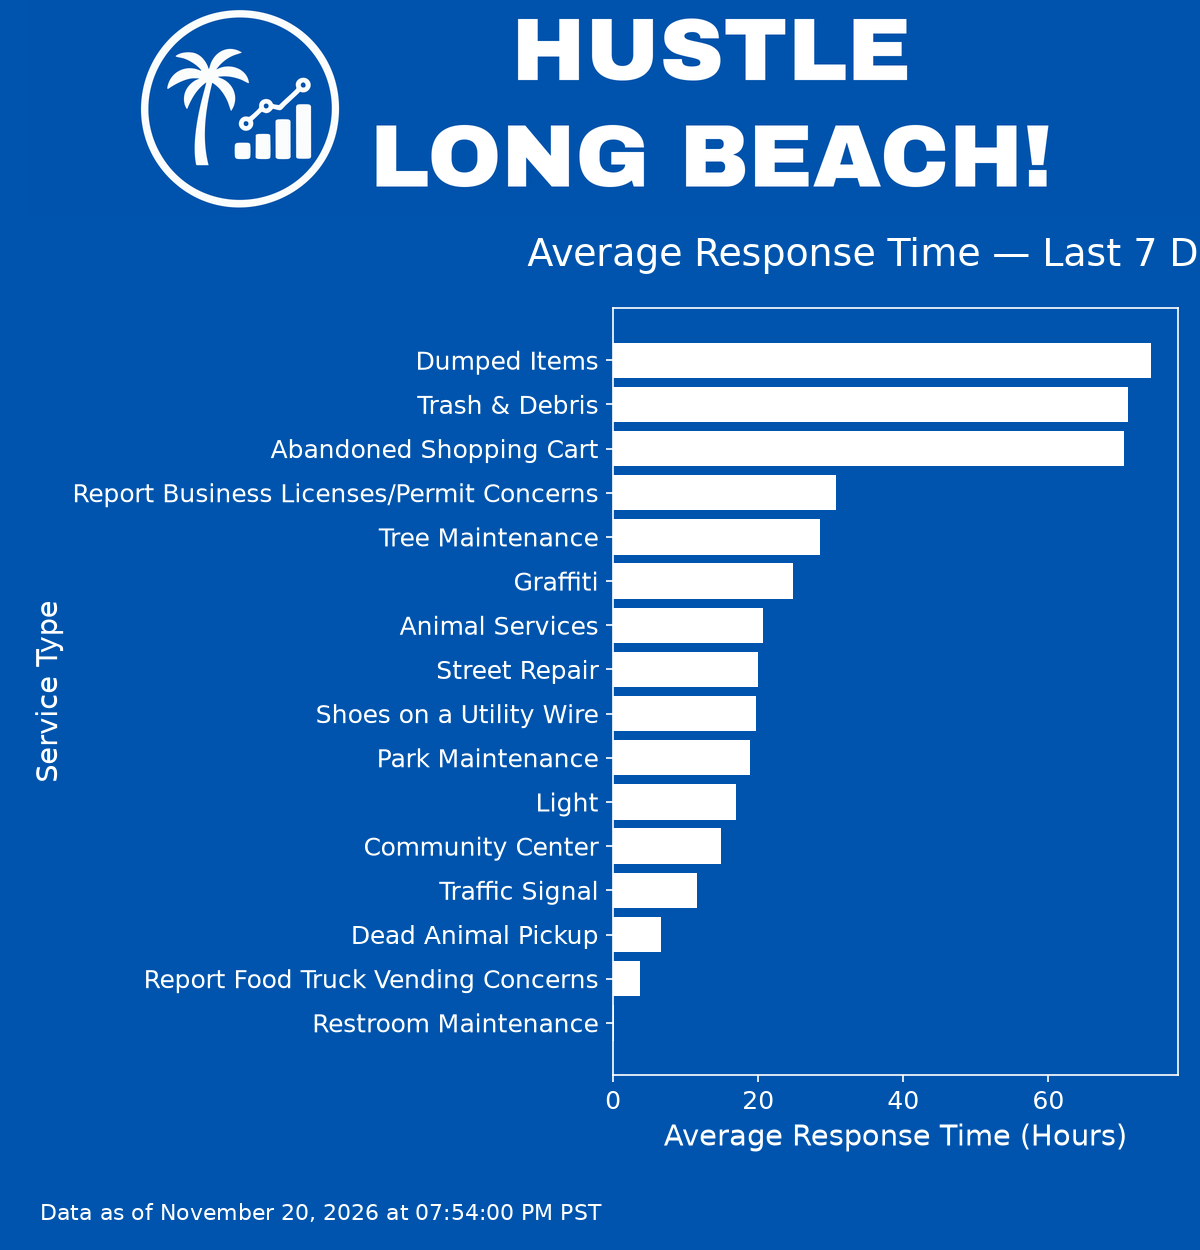 HUSTLE
LONG BEACH!
Average Response Time — Last 7 D
Dumped Items
Trash & Debris
Abandoned Shopping Cart
Report Business Licenses/Permit Concerns
Tree Maintenance
Graffiti
Animal Services
Street Repair
Shoes on a Utility Wire
Park Maintenance
Light
Community Center
Traffic Signal
Dead Animal Pickup
Report Food Truck Vending Concerns
Restroom Maintenance
Service Type
0 20 40 60
Average Response Time (Hours)
Data as of November 20, 2026 at 07:54:00 PM PST